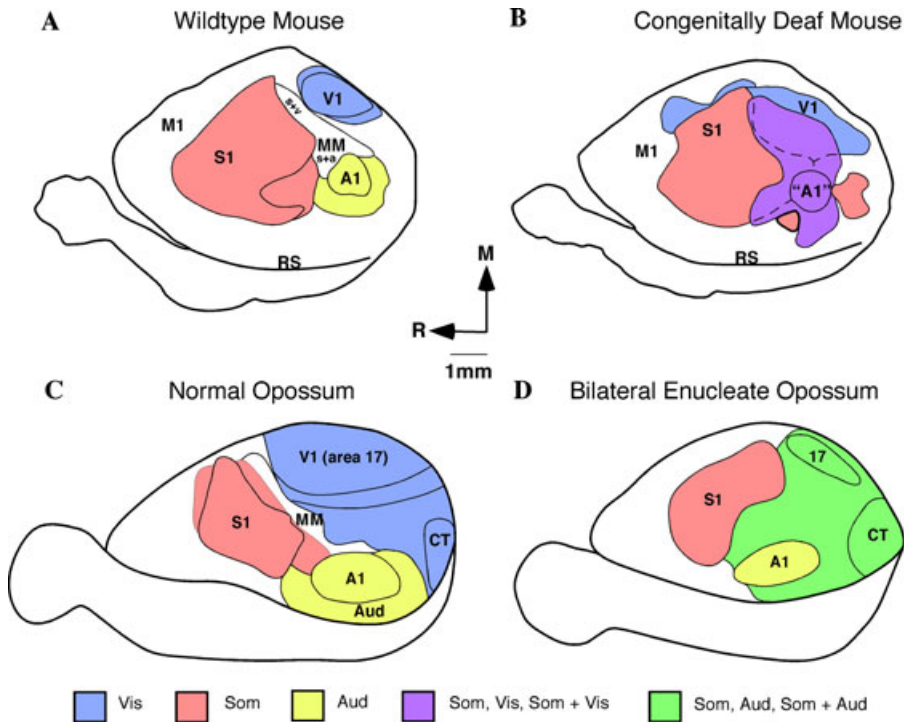 A Wildtype Mouse
B Congenitally Deaf Mouse
V1
s+v
M1
MM
s+a
S1
A1
RS
V1
S1
M1
"A1"
RS
M
R
1mm
C Normal Opossum
D Bilateral Enucleate Opossum
V1 (area 17)
MM
S1
CT
A1
Aud
17
S1
CT
A1
Vis
Som
Aud
Som, Vis, Som + Vis
Som, Aud, Som + Aud